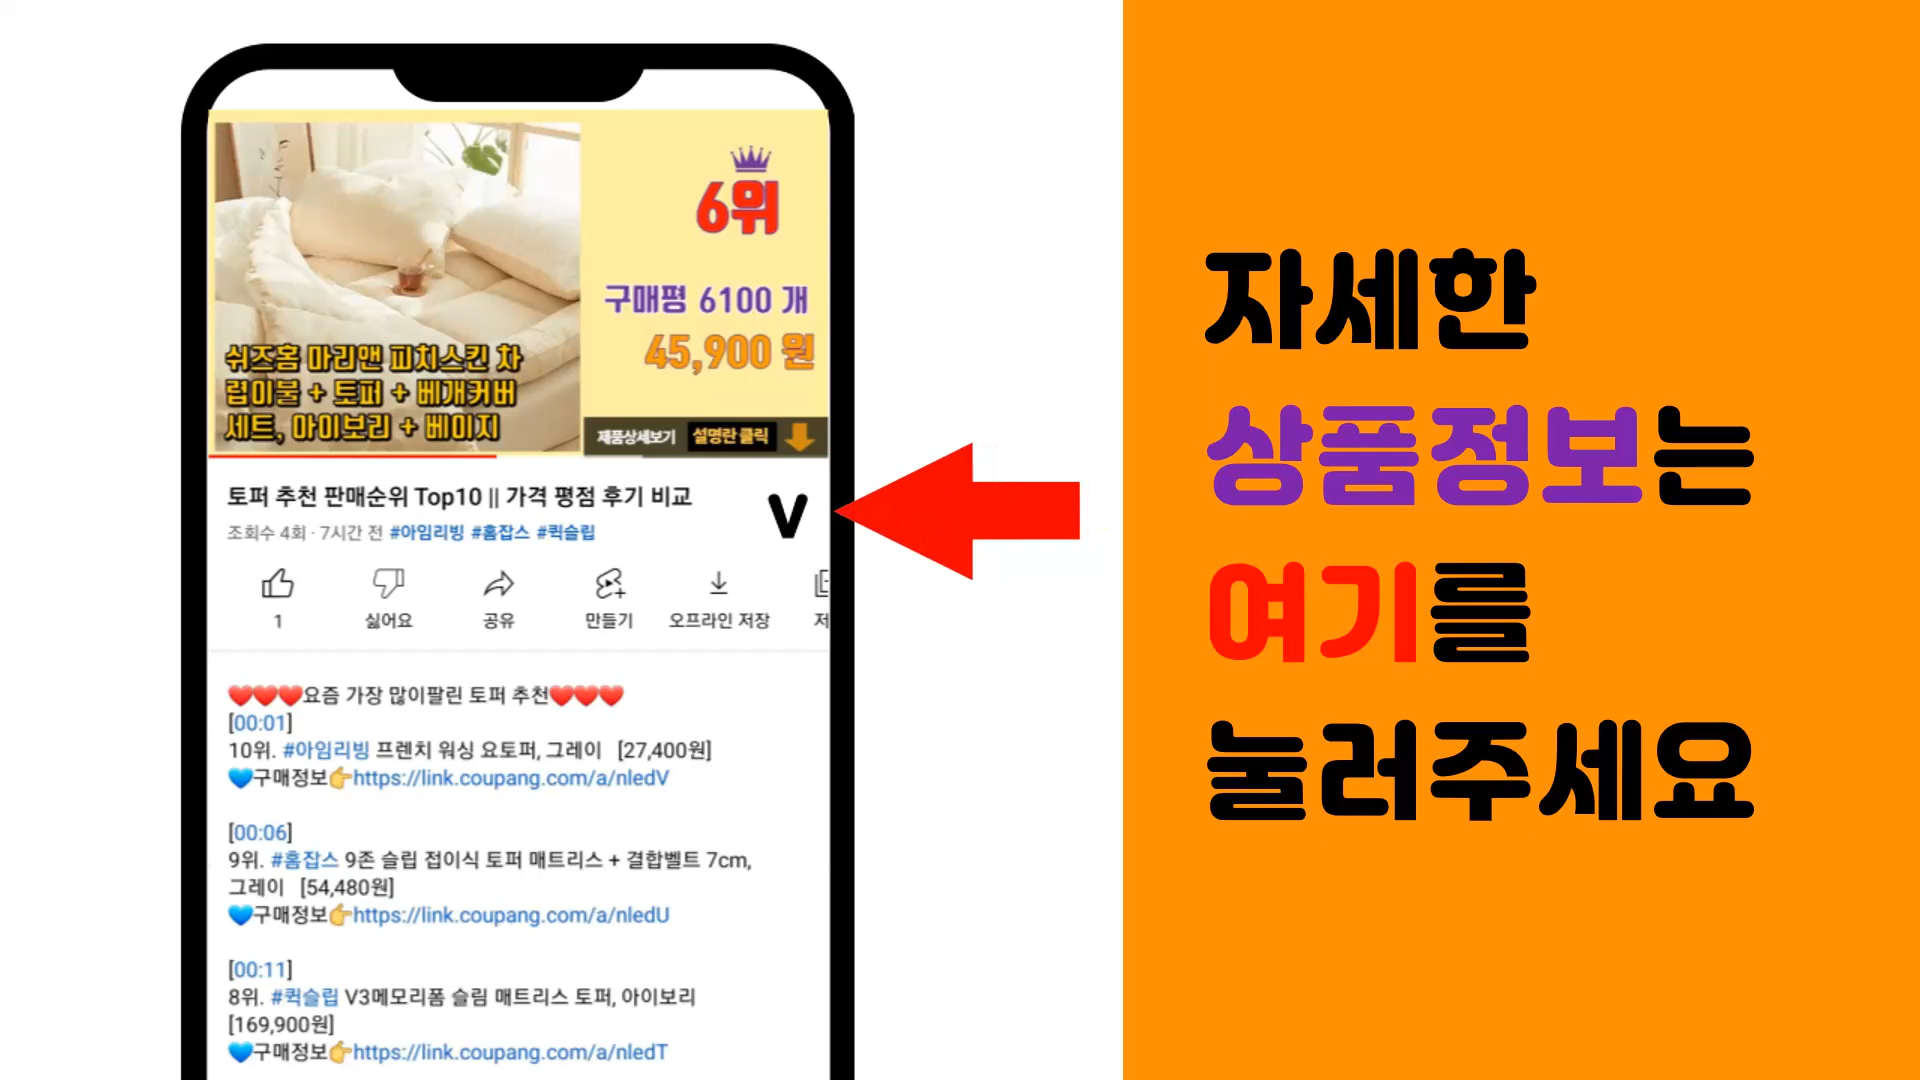 6위
구매평 6100 개
45,900 원
쉬즈홈 마리앤 피치스킨 차
렵이불 + 토퍼 + 베개커버
세트, 아이보리 + 베이지
제품상세보기 설명란 클릭
토퍼 추천 판매순위 Top10 || 가격 평점 후기 비교
V
조회수 4회 · 7시간 전 #아임리빙 #홈잡스 #퀵슬립
1 싫어요 공유 만들기 오프라인 저장 저
❤️❤️❤️요즘 가장 많이팔린 토퍼 추천❤️❤️❤️
[00:01]
10위. #아임리빙 프렌치 워싱 요토퍼, 그레이 [27,400원]
💙구매정보👉https://link.coupang.com/a/nledV
[00:06]
9위. #홈잡스 9존 슬립 접이식 토퍼 매트리스 + 결합벨트 7cm,
그레이 [54,480원]
💙구매정보👉https://link.coupang.com/a/nledU
[00:11]
8위. #퀵슬립 V3메모리폼 슬림 매트리스 토퍼, 아이보리
[169,900원]
💙구매정보👉https://link.coupang.com/a/nledT
자세한
상품정보는
여기를
눌러주세요